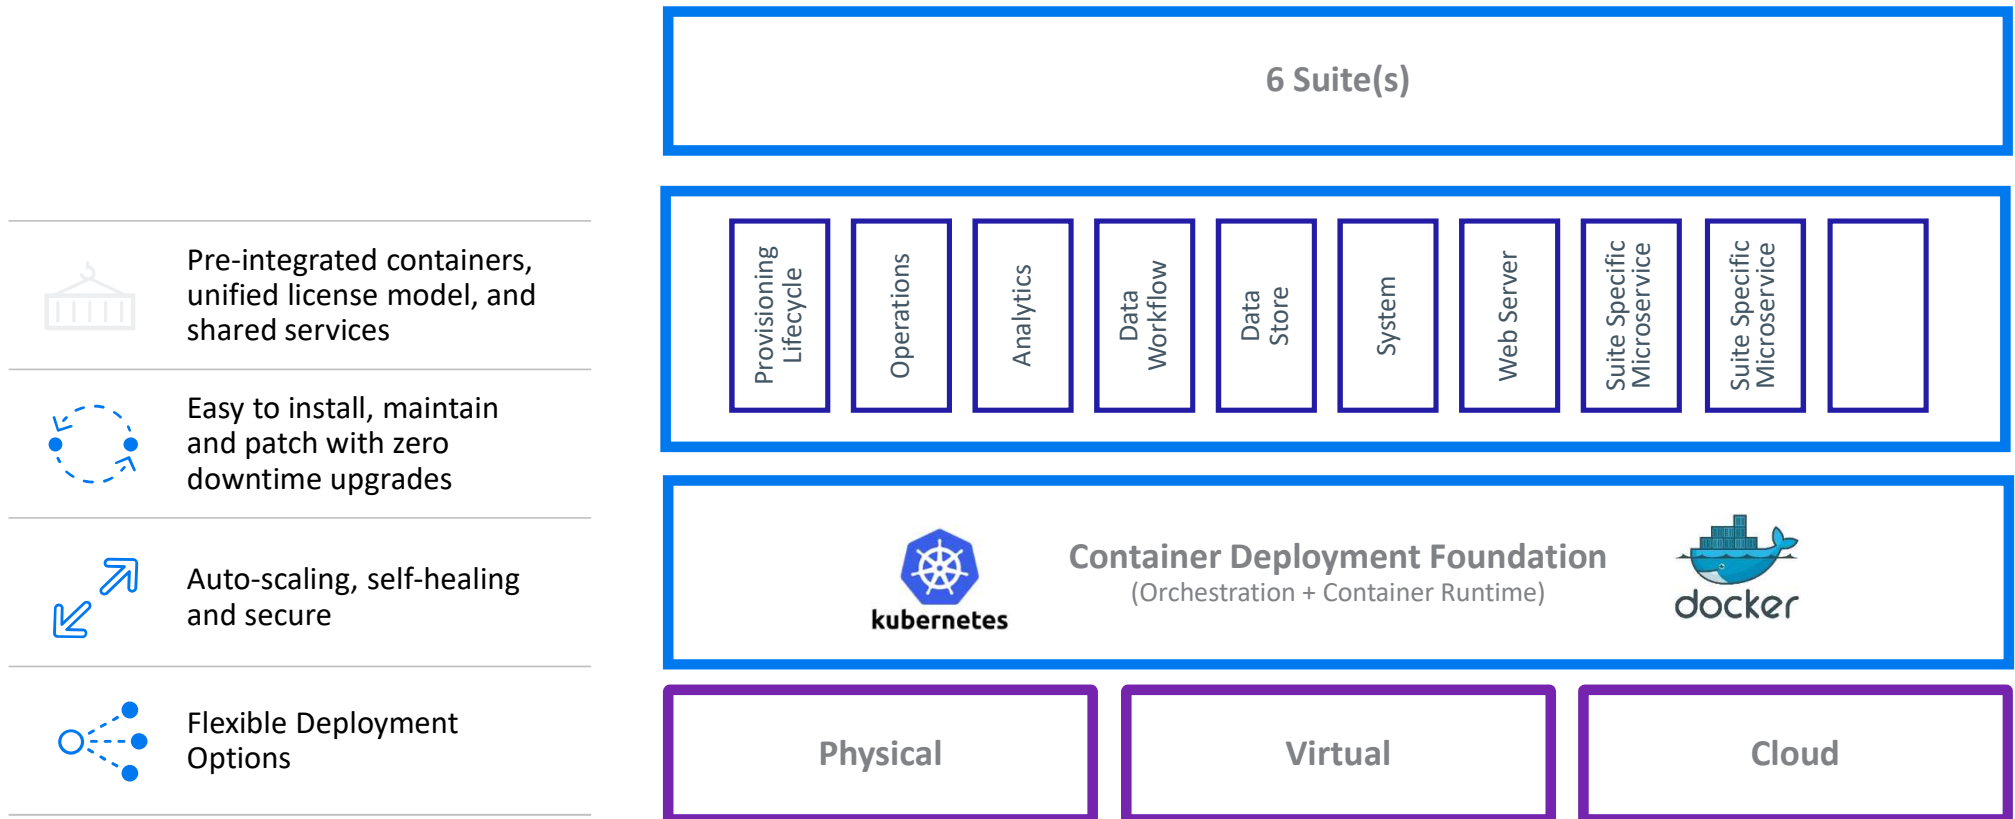 6 Suite(s)
Pre-integrated containers,
unified license model, and
shared services
Provisioning
Lifecycle
Operations
Analytics
Data
Workflow
Data
Store
System
Web Server
Suite Specific
Microservice
Suite Specific
Microservice
Easy to install, maintain
and patch with zero
downtime upgrades
Auto-scaling, self-healing
and secure
kubernetes
Container Deployment Foundation
(Orchestration + Container Runtime)
docker
Flexible Deployment
Options
Physical
Virtual
Cloud